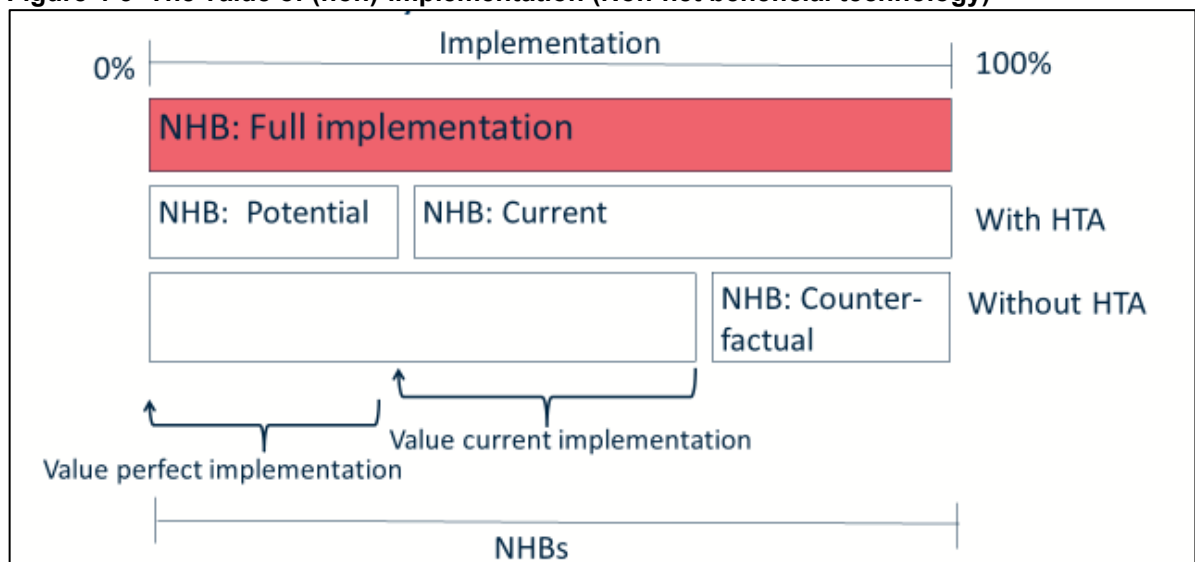 Implementation
0%
100%
NHB: Full implementation
NHB: Potential
NHB: Current
With HTA
NHB: Counter-
factual
Without HTA
Value current implementation
Value perfect implementation
NHBs